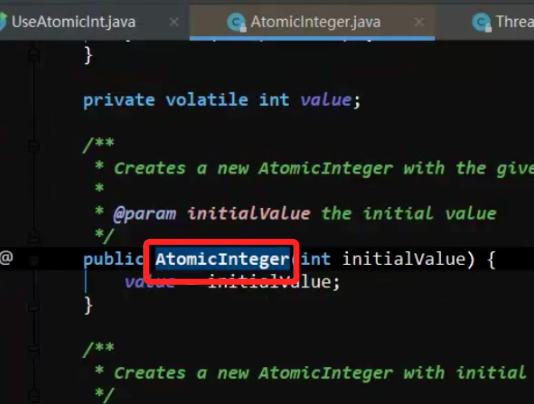 UseAtomicInt.java × AtomicInteger.java × Threa
}
private volatile int value;
/**
* Creates a new AtomicInteger with the give
*
* @param initialValue the initial value
*/
@ public AtomicInteger(int initialValue) {
value = initialValue;
}
/**
* Creates a new AtomicInteger with initial
*/